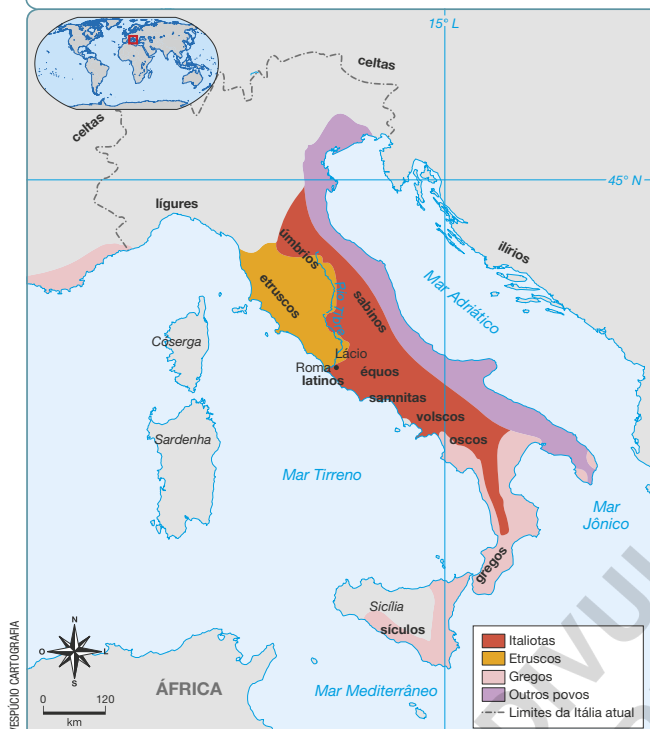 15° L
celtas
celtas
45° N
lígures
ilírios
úmbrios
Mar Adriático
etruscos
sabinos
Córsega
Lácio
Roma
équos
latinos
samnitas
volscos
Sardenha
oscos
Mar Tirreno
Mar
Jônico
gregos
Sicília
sículos
N
O
L
S
0
120
km
ÁFRICA
Mar Mediterrâneo
Italiotas
Etruscos
Gregos
Outros povos
Limites da Itália atual
VESPÚCIO CARTOGRAFIA